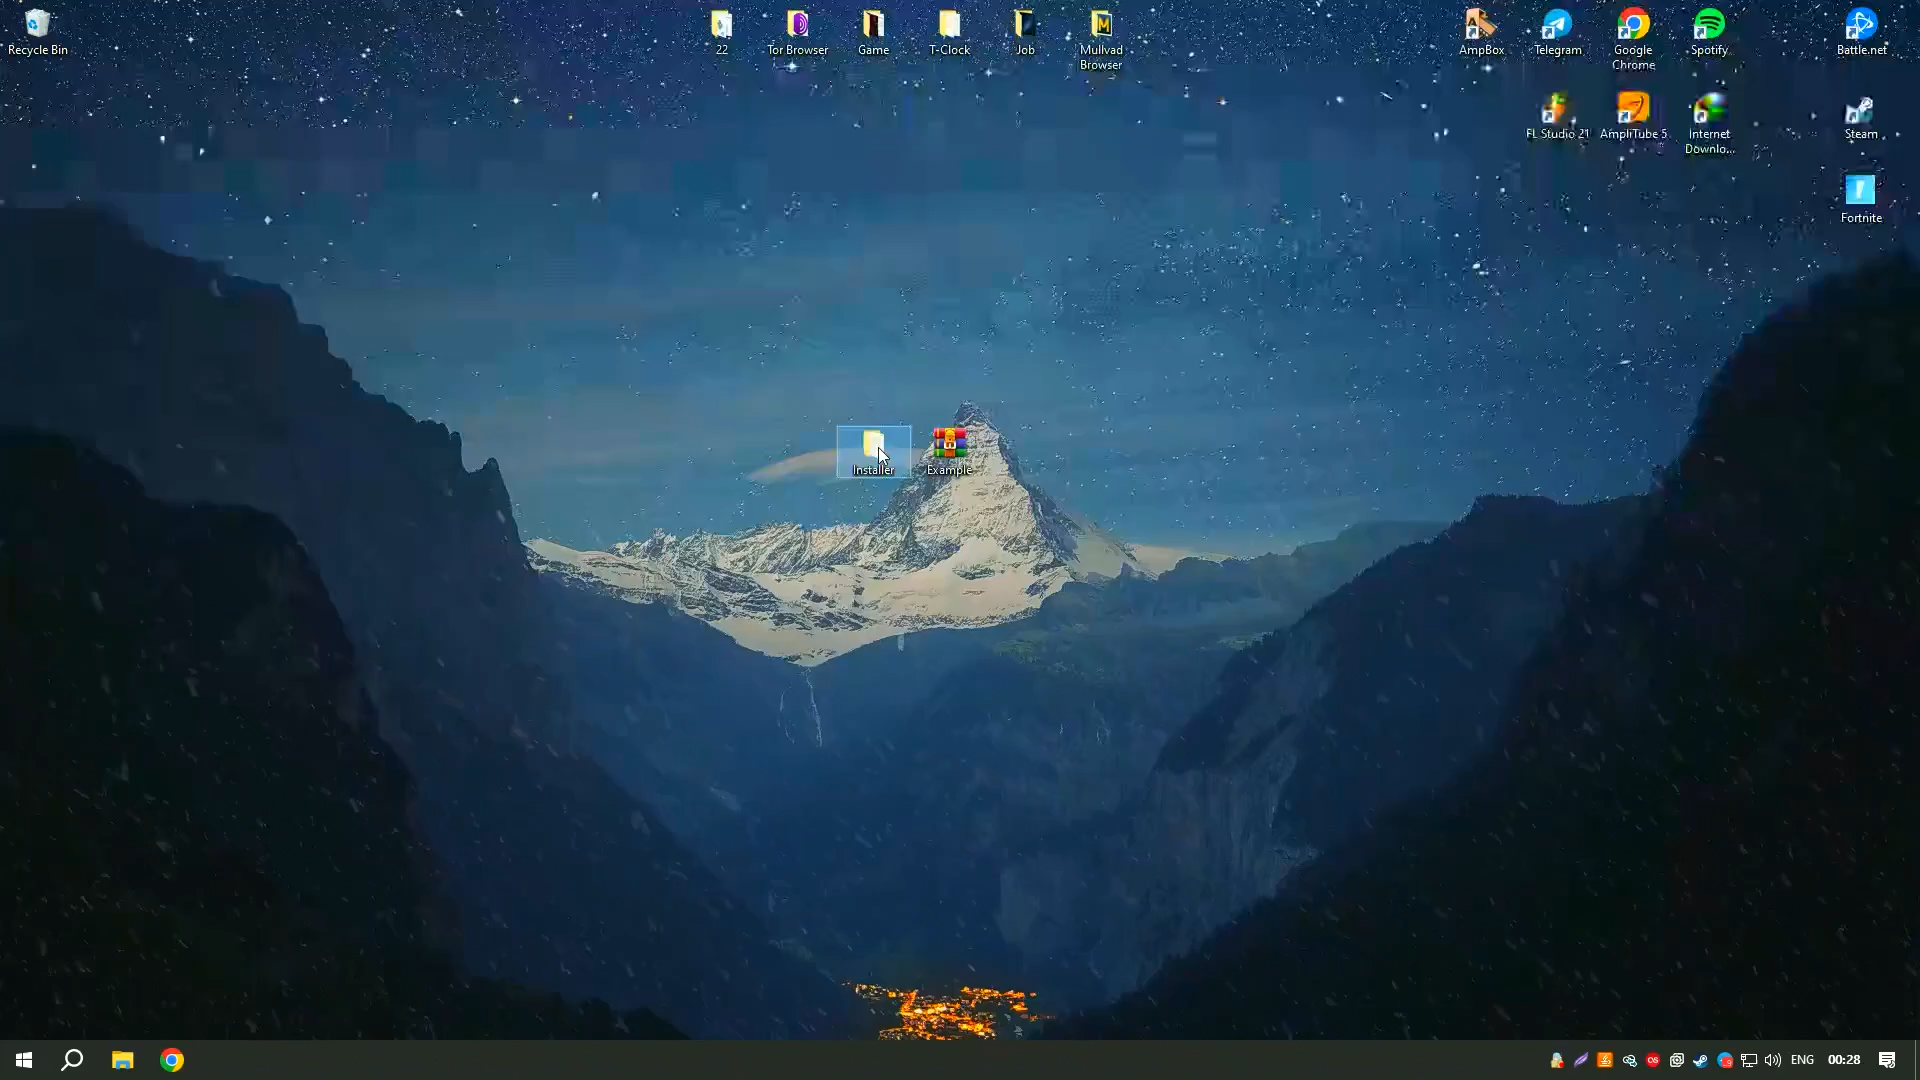 Recycle Bin
22
Tor Browser
Game
T-Clock
Job
Mullvad
Browser
AmpBox
Telegram
Google
Chrome
Spotify
Battle.net
FL Studio 21
AmpliTube 5
Internet
Downlo...
Steam
Fortnite
Installer
Example
ENG
00:28